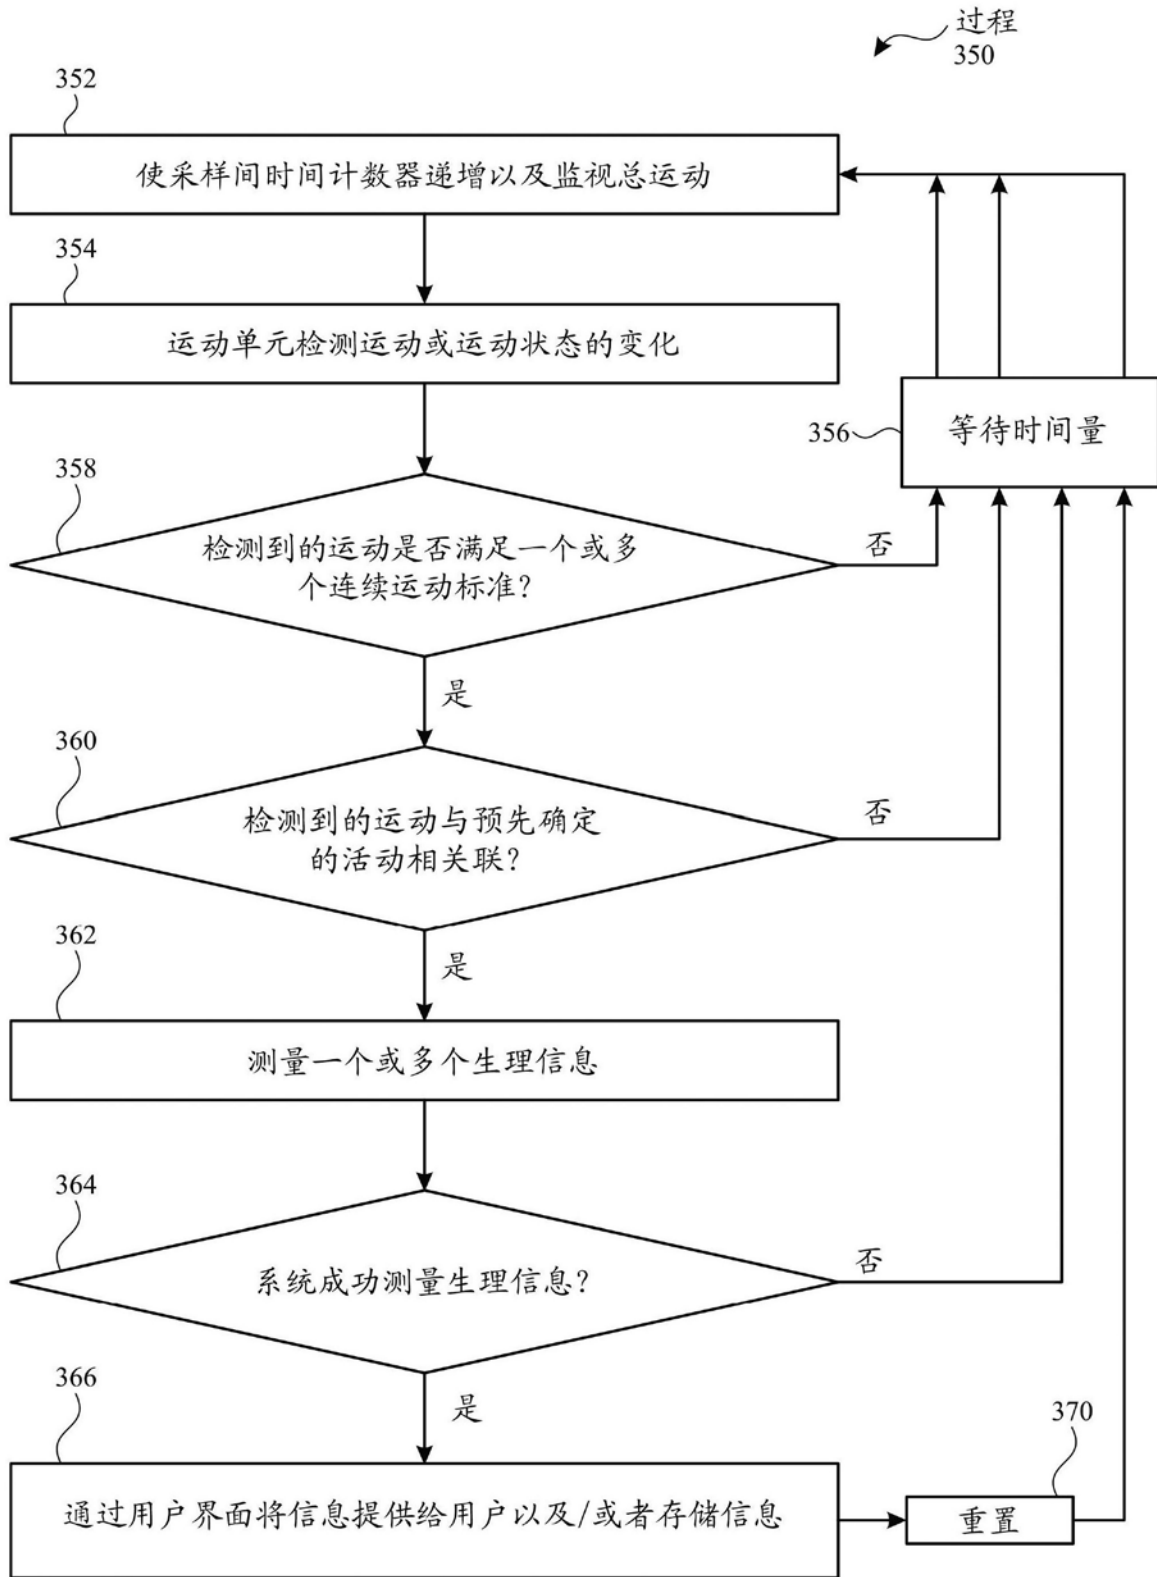 过程
350
352
使采样间时间计数器递增以及监视总运动
354
运动单元检测运动或运动状态的变化
356
等待时间量
358
检测到的运动是否满足一个或多
个连续运动标准?
否
是
360
检测到的运动与预先确定
的活动相关联?
否
是
362
测量一个或多个生理信息
364
系统成功测量生理信息?
否
是
366
通过用户界面将信息提供给用户以及/或者存储信息
370
重置